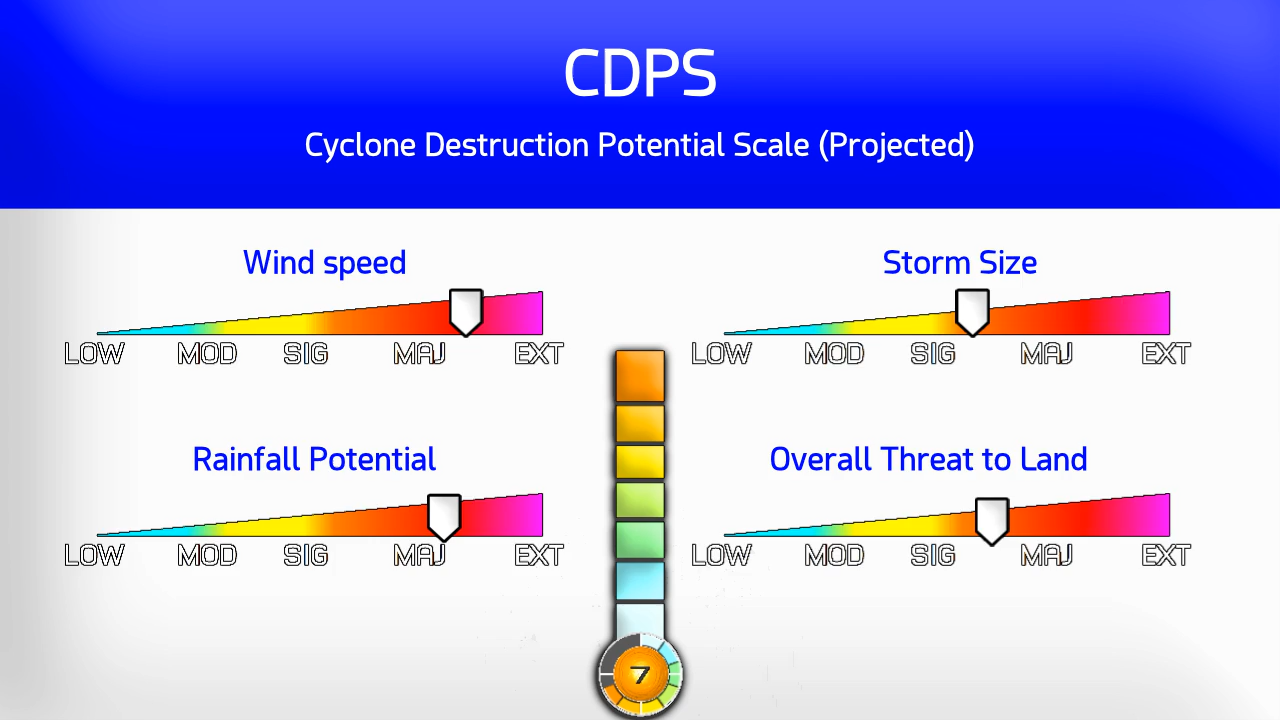 CDPS
Cyclone Destruction Potential Scale (Projected)
Wind speed
LOW MOD SIG MAJ EXT
Storm Size
LOW MOD SIG MAJ EXT
Rainfall Potential
LOW MOD SIG MAJ EXT
Overall Threat to Land
LOW MOD SIG MAJ EXT
7